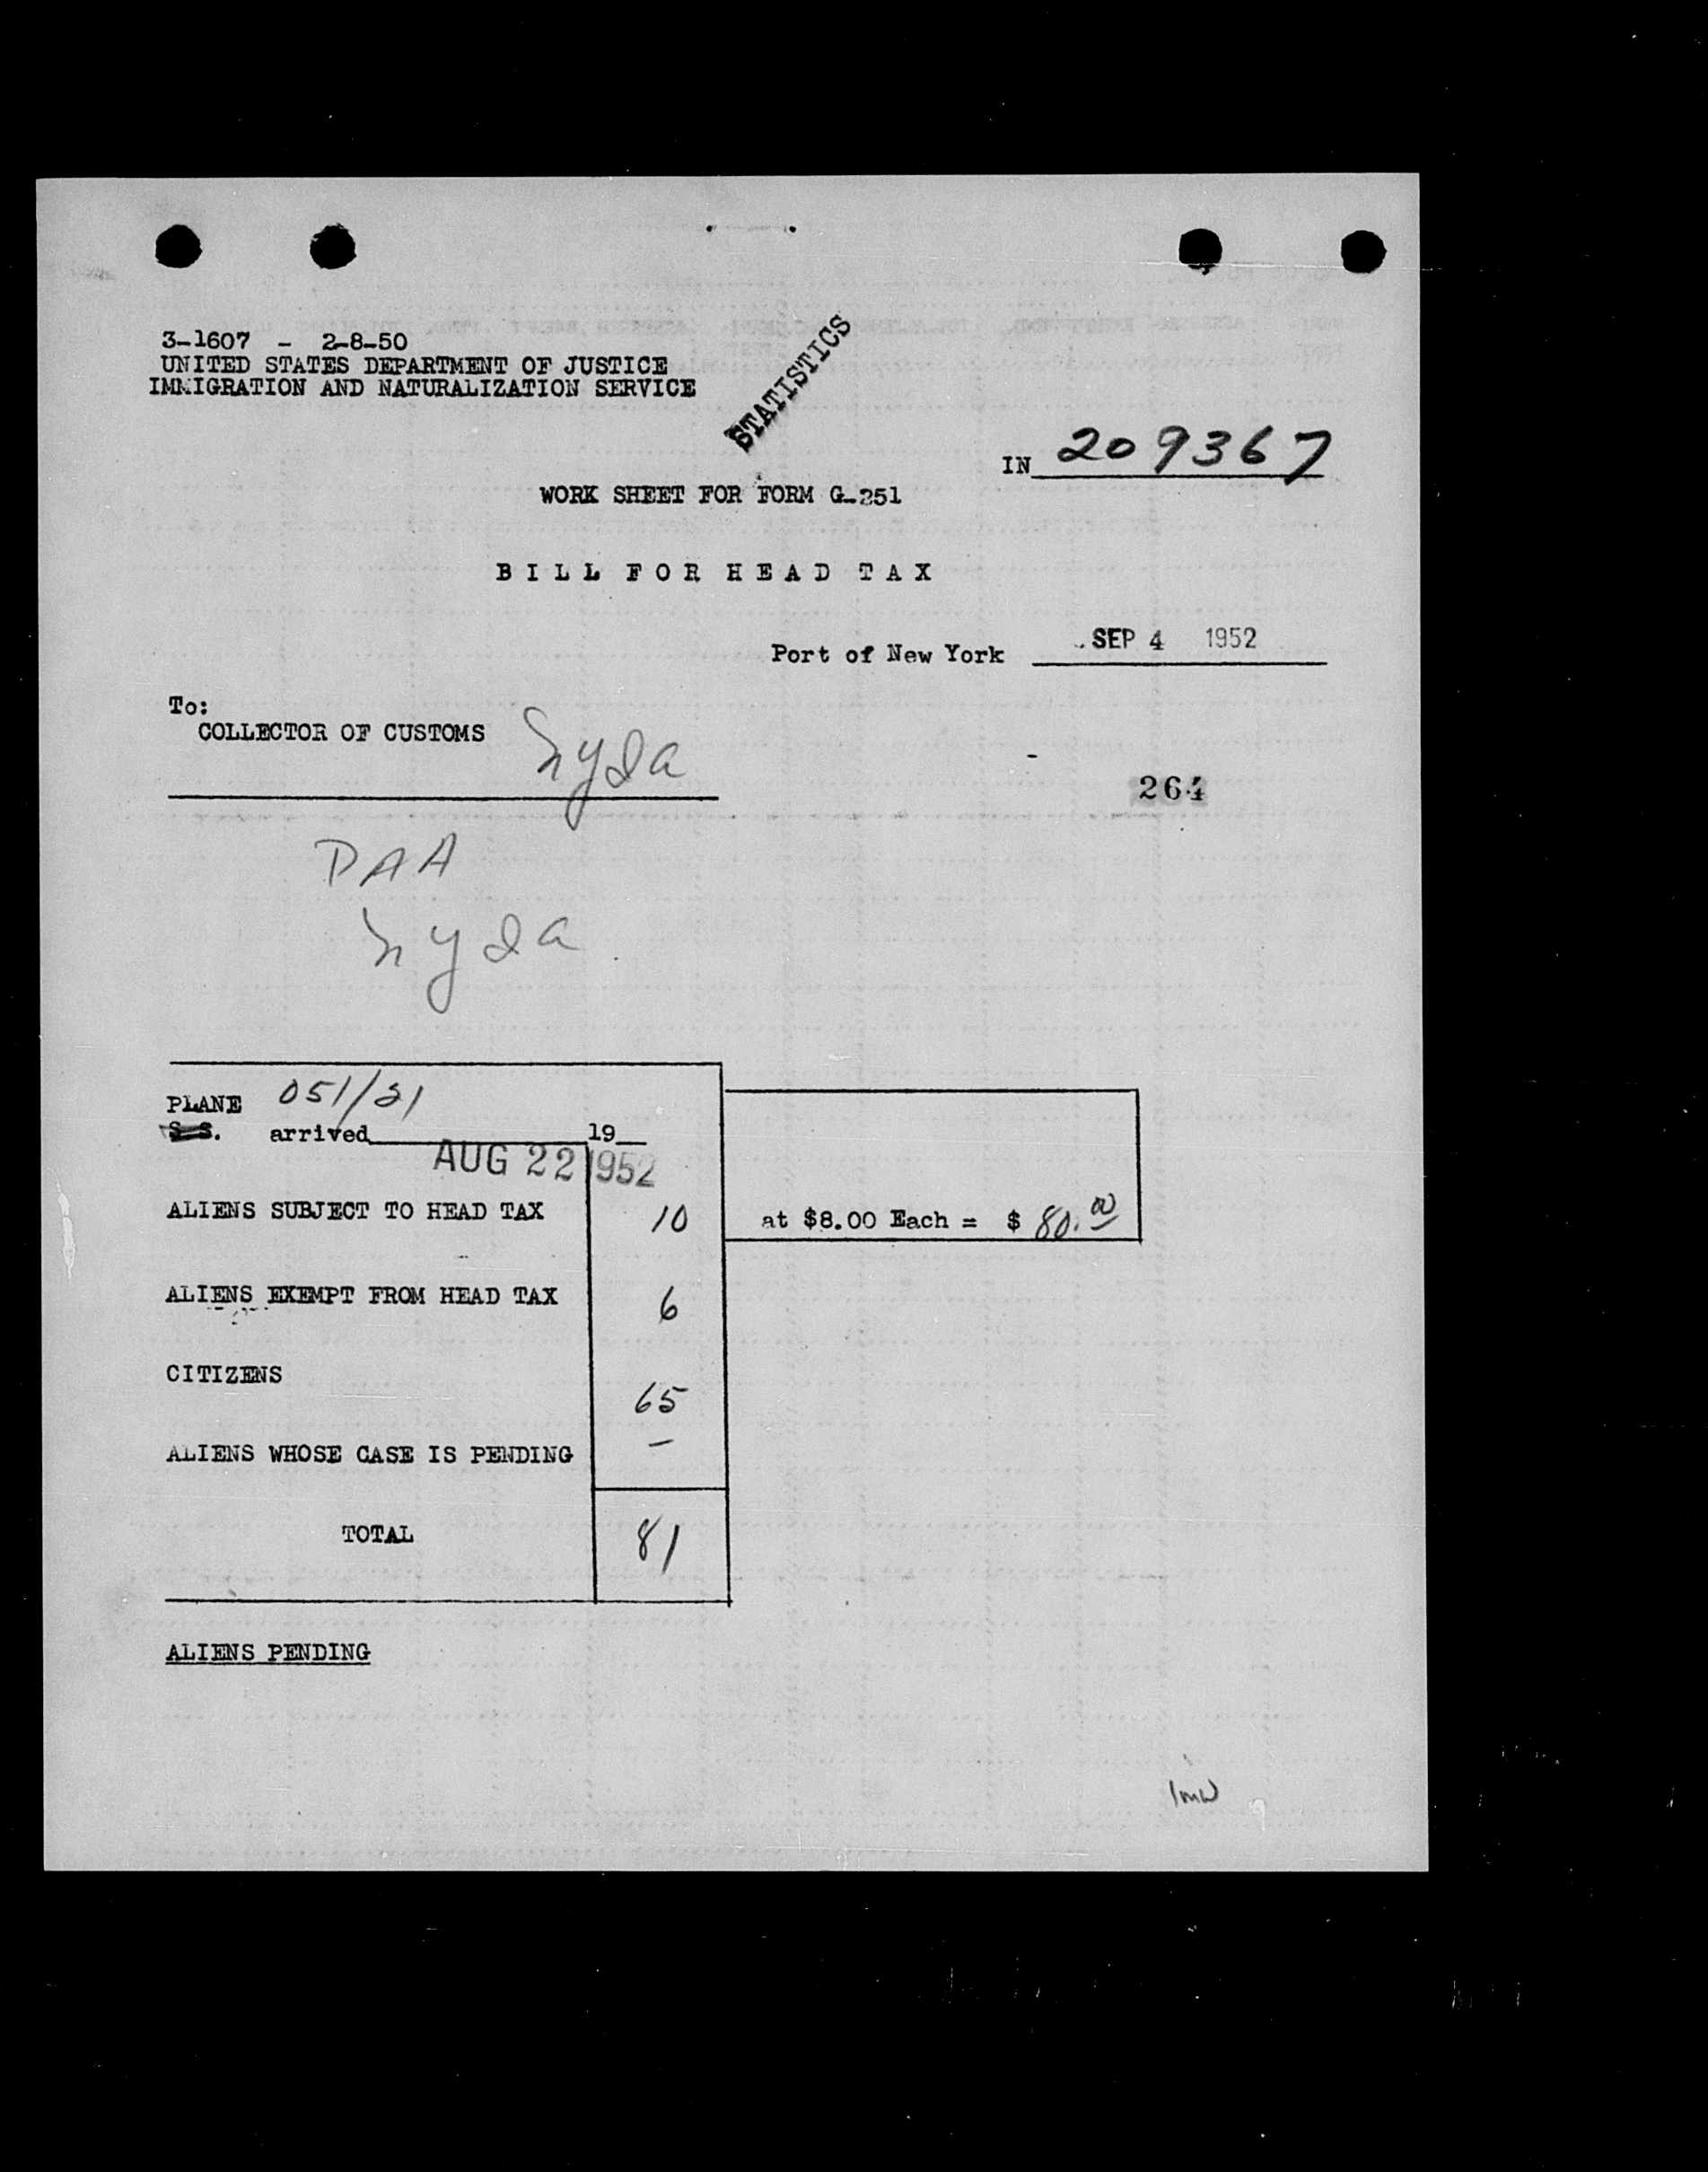 3-1607 - 2-8-50
UNITED STATES DEPARTMENT OF JUSTICE
IMMIGRATION AND NATURALIZATION SERVICE
STATISTICS
IN 209367
WORK SHEET FOR FORM G-251
BILL FOR HEAD TAX
Port of New York SEP 4 1952
To:
COLLECTOR OF CUSTOMS
nyda
264
PAA
nyda
PLANE 051/21
S.S. arrived 19
AUG 22 1952
ALIENS SUBJECT TO HEAD TAX 10 at $8.00 Each = $ 80.00
ALIENS EXEMPT FROM HEAD TAX 6
CITIZENS 65
ALIENS WHOSE CASE IS PENDING -
TOTAL 81
ALIENS PENDING